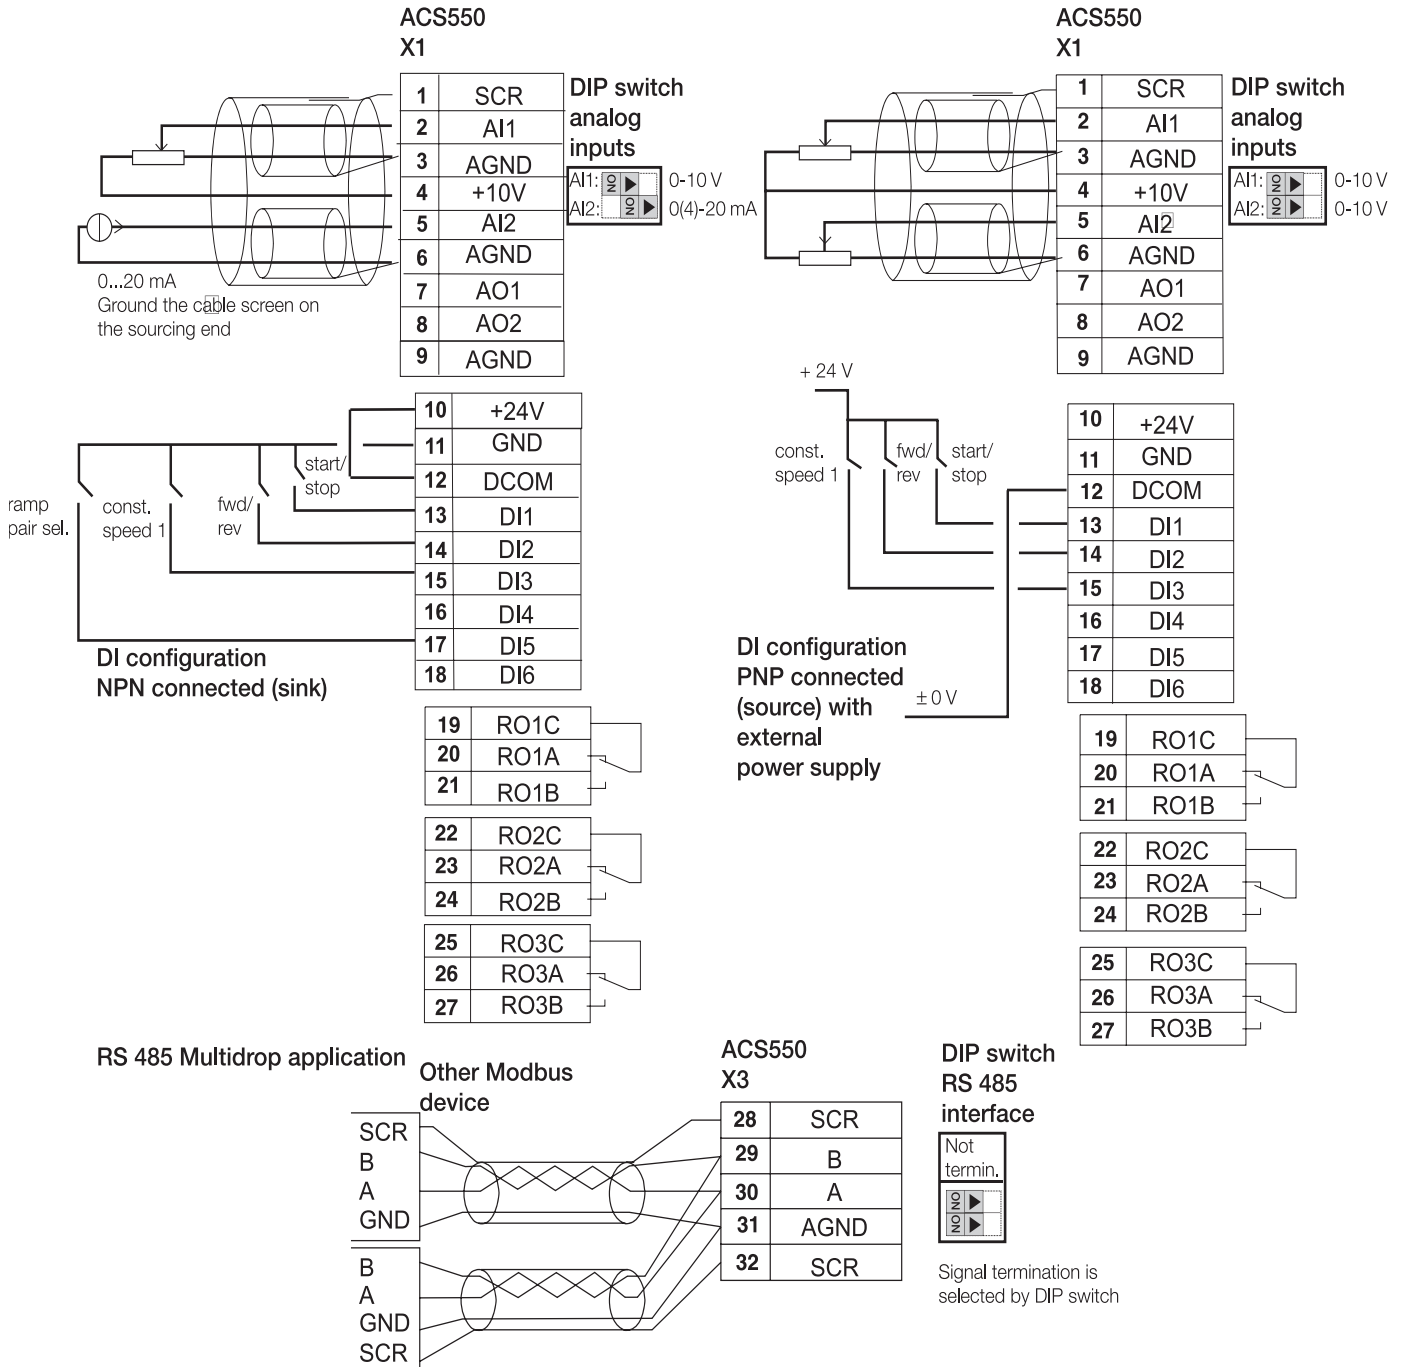 ACS550
X1
1 SCR
2 AI1
3 AGND
4 +10V
5 AI2
6 AGND
7 AO1
8 AO2
9 AGND
DIP switch
analog
inputs
AI1: ON 0-10 V
AI2: ON 0(4)-20 mA
0...20 mA
Ground the cable screen on
the sourcing end
10 +24V
11 GND
12 DCOM
13 DI1
14 DI2
15 DI3
16 DI4
17 DI5
18 DI6
ramp
pair sel.
const.
speed 1
fwd/
rev
start/
stop
DI configuration
NPN connected (sink)
19 RO1C
20 RO1A
21 RO1B
22 RO2C
23 RO2A
24 RO2B
25 RO3C
26 RO3A
27 RO3B
ACS550
X1
1 SCR
2 AI1
3 AGND
4 +10V
5 AI2
6 AGND
7 AO1
8 AO2
9 AGND
DIP switch
analog
inputs
AI1: ON 0-10 V
AI2: ON 0-10 V
+ 24 V
const.
speed 1
fwd/
rev
start/
stop
10 +24V
11 GND
12 DCOM
13 DI1
14 DI2
15 DI3
16 DI4
17 DI5
18 DI6
DI configuration
PNP connected
(source) with
external
power supply
± 0 V
19 RO1C
20 RO1A
21 RO1B
22 RO2C
23 RO2A
24 RO2B
25 RO3C
26 RO3A
27 RO3B
RS 485 Multidrop application
Other Modbus
device
SCR
B
A
GND
B
A
GND
SCR
ACS550
X3
28 SCR
29 B
30 A
31 AGND
32 SCR
DIP switch
RS 485
interface
Not
termin.
ON
ON
Signal termination is
selected by DIP switch